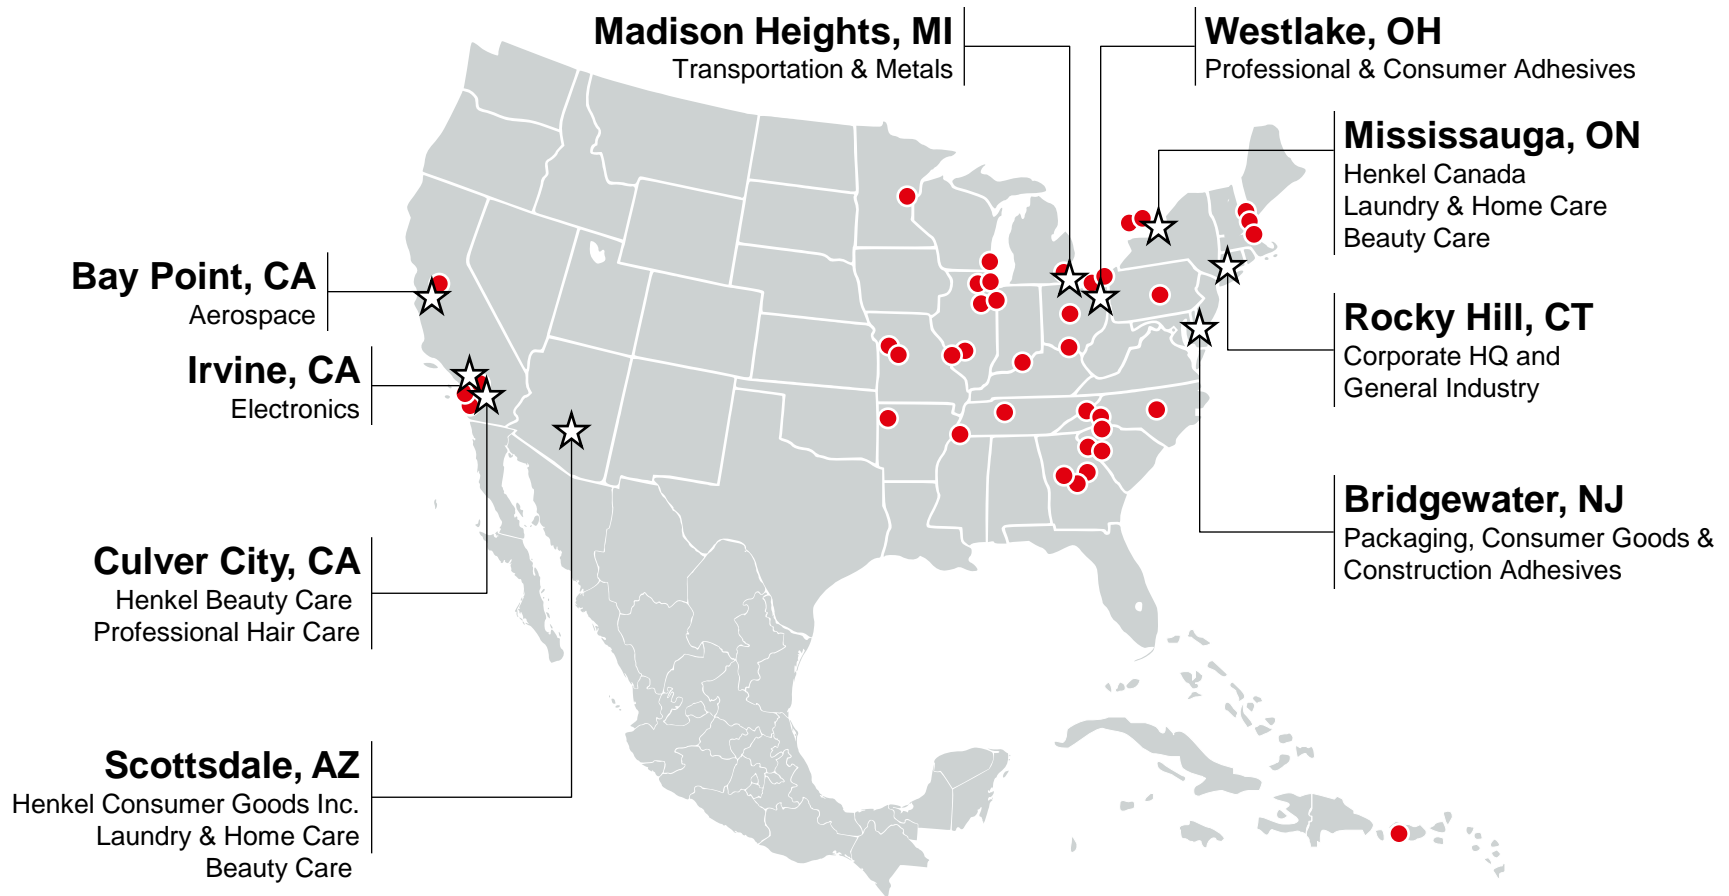 Madison Heights, MI
Transportation & Metals
Westlake, OH
Professional & Consumer Adhesives
Mississauga, ON
Henkel Canada
Laundry & Home Care
Beauty Care
Bay Point, CA
Aerospace
Rocky Hill, CT
Corporate HQ and
General Industry
Irvine, CA
Electronics
Bridgewater, NJ
Packaging, Consumer Goods &
Construction Adhesives
Culver City, CA
Henkel Beauty Care
Professional Hair Care
Scottsdale, AZ
Henkel Consumer Goods Inc.
Laundry & Home Care
Beauty Care